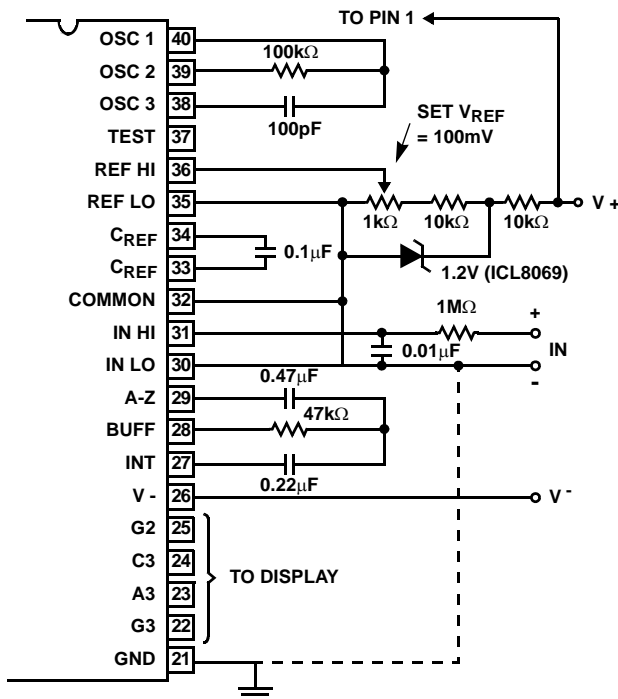 TO PIN 1
OSC 1 40
100kΩ
OSC 2 39
OSC 3 38
100pF
SET VREF
= 100mV
TEST 37
REF HI 36
REF LO 35
1kΩ 10kΩ 10kΩ
V +
CREF 34
0.1μF
CREF 33
1.2V (ICL8069)
COMMON 32
1MΩ
IN HI 31
+
0.01μF
IN
IN LO 30
-
0.47μF
A-Z 29
47kΩ
BUFF 28
INT 27
0.22μF
V - 26
V -
G2 25
C3 24
TO DISPLAY
A3 23
G3 22
GND 21